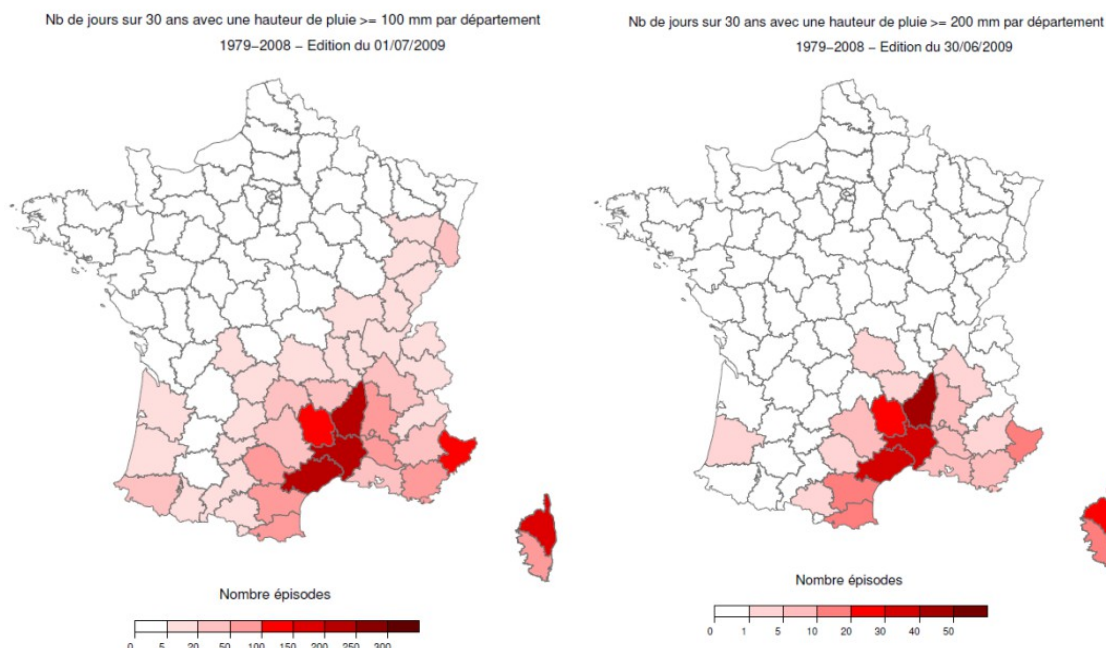 Nb de jours sur 30 ans avec une hauteur de pluie >= 100 mm par département
1979−2008 − Edition du 01/07/2009
Nombre épisodes
0 5 20 50 100 150 200 250 300
Nb de jours sur 30 ans avec une hauteur de pluie >= 200 mm par département
1979−2008 − Edition du 30/06/2009
Nombre épisodes
0 1 5 10 20 30 40 50